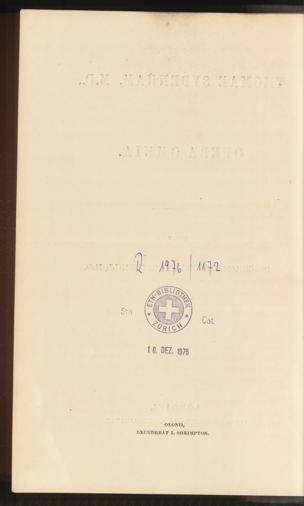 R 1976 / 1172
ETH-BIBLIOTHEK
ZÜRICH
Cat.
18. DEZ. 1976
OXONII,
EXCUDEBAT I. SHRIMPTON.